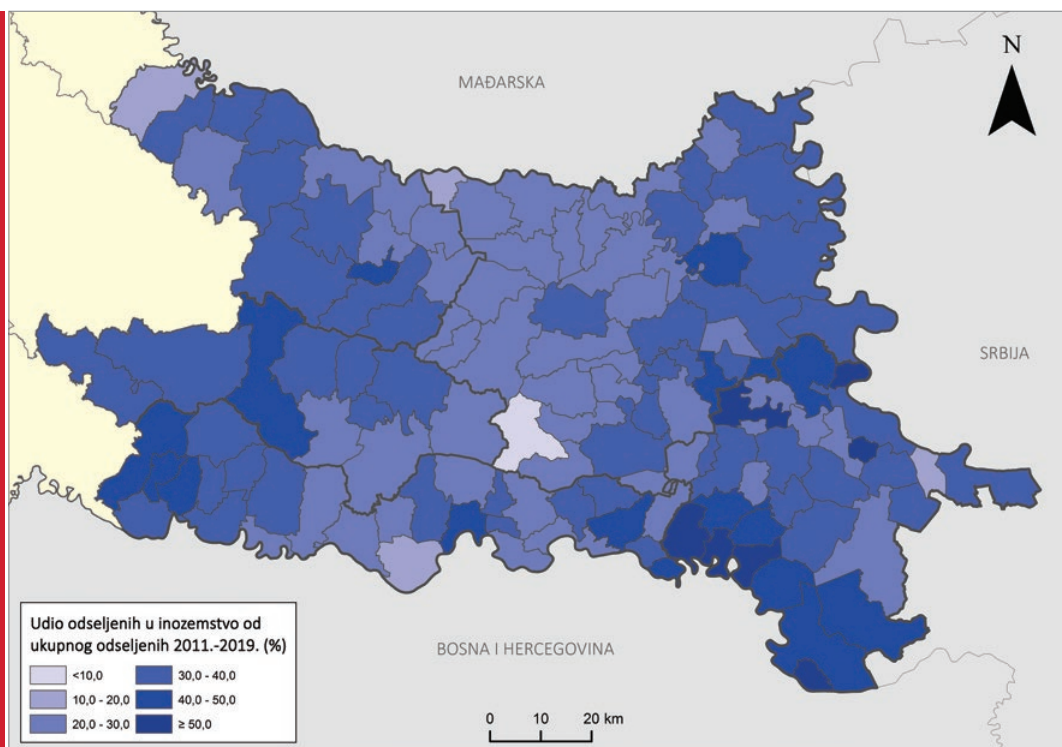 MAĐARSKA
N
SRBIJA
BOSNA I HERCEGOVINA
Udio odseljenih u inozemstvo od
ukupnog odseljenih 2011.-2019. (%)
<10,0
10,0 - 20,0
20,0 - 30,0
30,0 - 40,0
40,0 - 50,0
≥ 50,0
0 10 20 km